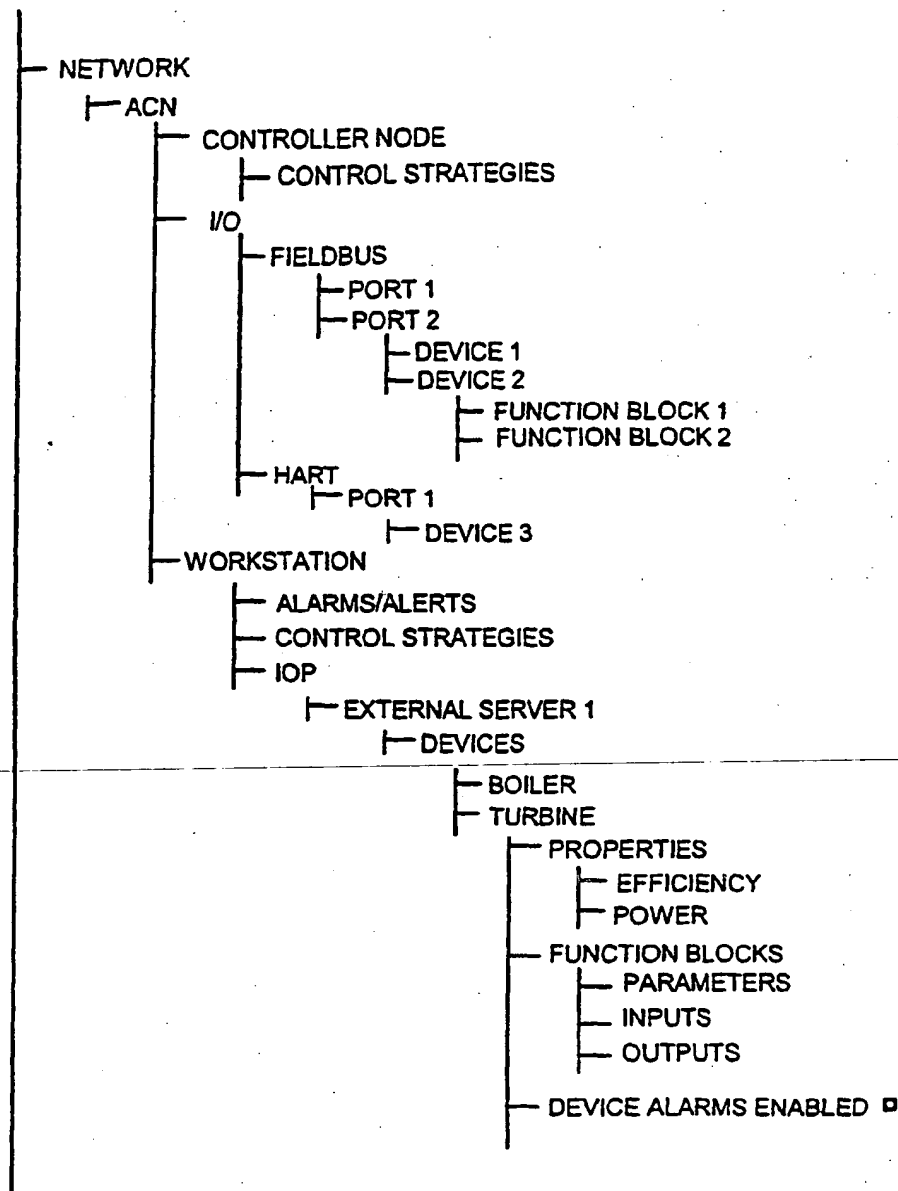 NETWORK
ACN
CONTROLLER NODE
CONTROL STRATEGIES
I/O
FIELDBUS
PORT 1
PORT 2
DEVICE 1
DEVICE 2
FUNCTION BLOCK 1
FUNCTION BLOCK 2
HART
PORT 1
DEVICE 3
WORKSTATION
ALARMS/ALERTS
CONTROL STRATEGIES
IOP
EXTERNAL SERVER 1
DEVICES
BOILER
TURBINE
PROPERTIES
EFFICIENCY
POWER
FUNCTION BLOCKS
PARAMETERS
INPUTS
OUTPUTS
DEVICE ALARMS ENABLED